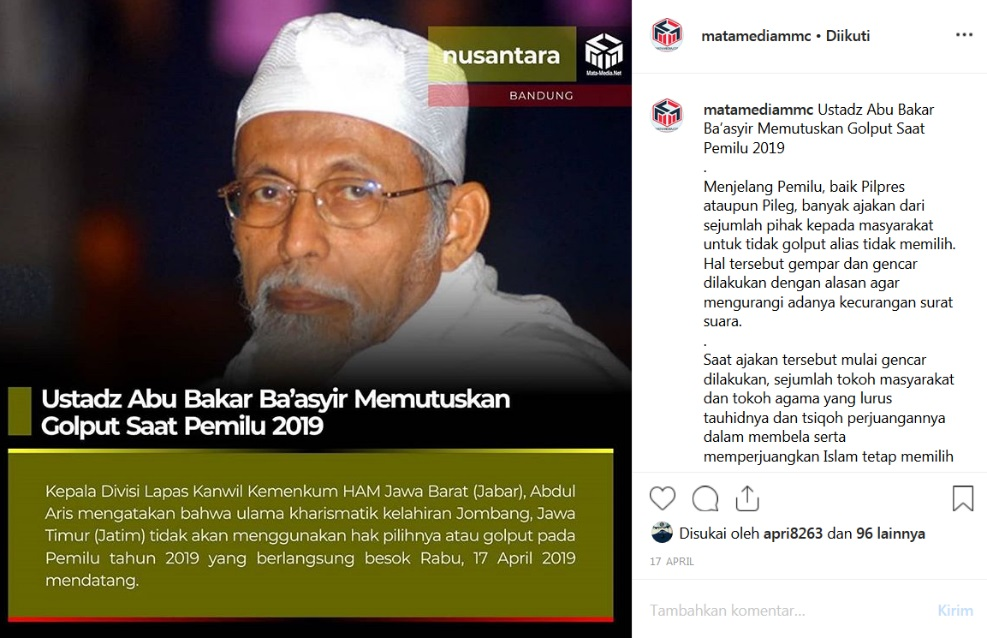 nusantara
Mata-Media.Net
BANDUNG
Ustadz Abu Bakar Ba’asyir Memutuskan
Golput Saat Pemilu 2019
Kepala Divisi Lapas Kanwil Kemenkum HAM Jawa Barat (Jabar), Abdul
Aris mengatakan bahwa ulama kharismatik kelahiran Jombang, Jawa
Timur (Jatim) tidak akan menggunakan hak pilihnya atau golput pada
Pemilu tahun 2019 yang berlangsung besok Rabu, 17 April 2019
mendatang.
matamediammc • Diikuti
matamediammc Ustadz Abu Bakar
Ba’asyir Memutuskan Golput Saat
Pemilu 2019
.
Menjelang Pemilu, baik Pilpres
ataupun Pileg, banyak ajakan dari
sejumlah pihak kepada masyarakat
untuk tidak golput alias tidak memilih.
Hal tersebut gempar dan gencar
dilakukan dengan alasan agar
mengurangi adanya kecurangan surat
suara.
.
Saat ajakan tersebut mulai gencar
dilakukan, sejumlah tokoh masyarakat
dan tokoh agama yang lurus
tauhidnya dan tsiqoh perjuangannya
dalam membela serta
memperjuangkan Islam tetap memilih
Disukai oleh apri8263 dan 96 lainnya
17 APRIL
Tambahkan komentar...
Kirim